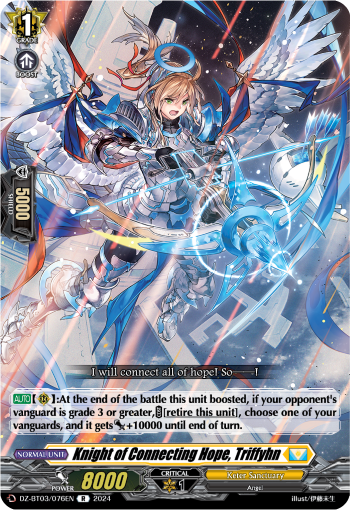 1
GRADE
BOOST
5000
SHIELD
I will connect all of hope! So——!
AUTO【】:At the end of the battle this unit boosted, if your opponent's
vanguard is grade 3 or greater, [retire this unit], choose one of your
vanguards, and it gets +10000 until end of turn.
NORMAL UNIT
Knight of Connecting Hope, Triffyhn
POWER 8000
CRITICAL
1
Keter Sanctuary
Angel
DZ-BT03/076EN R 2024
illust/伊藤未生